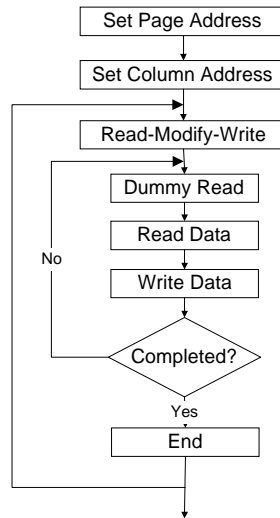 Set Page Address
Set Column Address
Read-Modify-Write
Dummy Read
Read Data
No
Write Data
Completed?
Yes
End